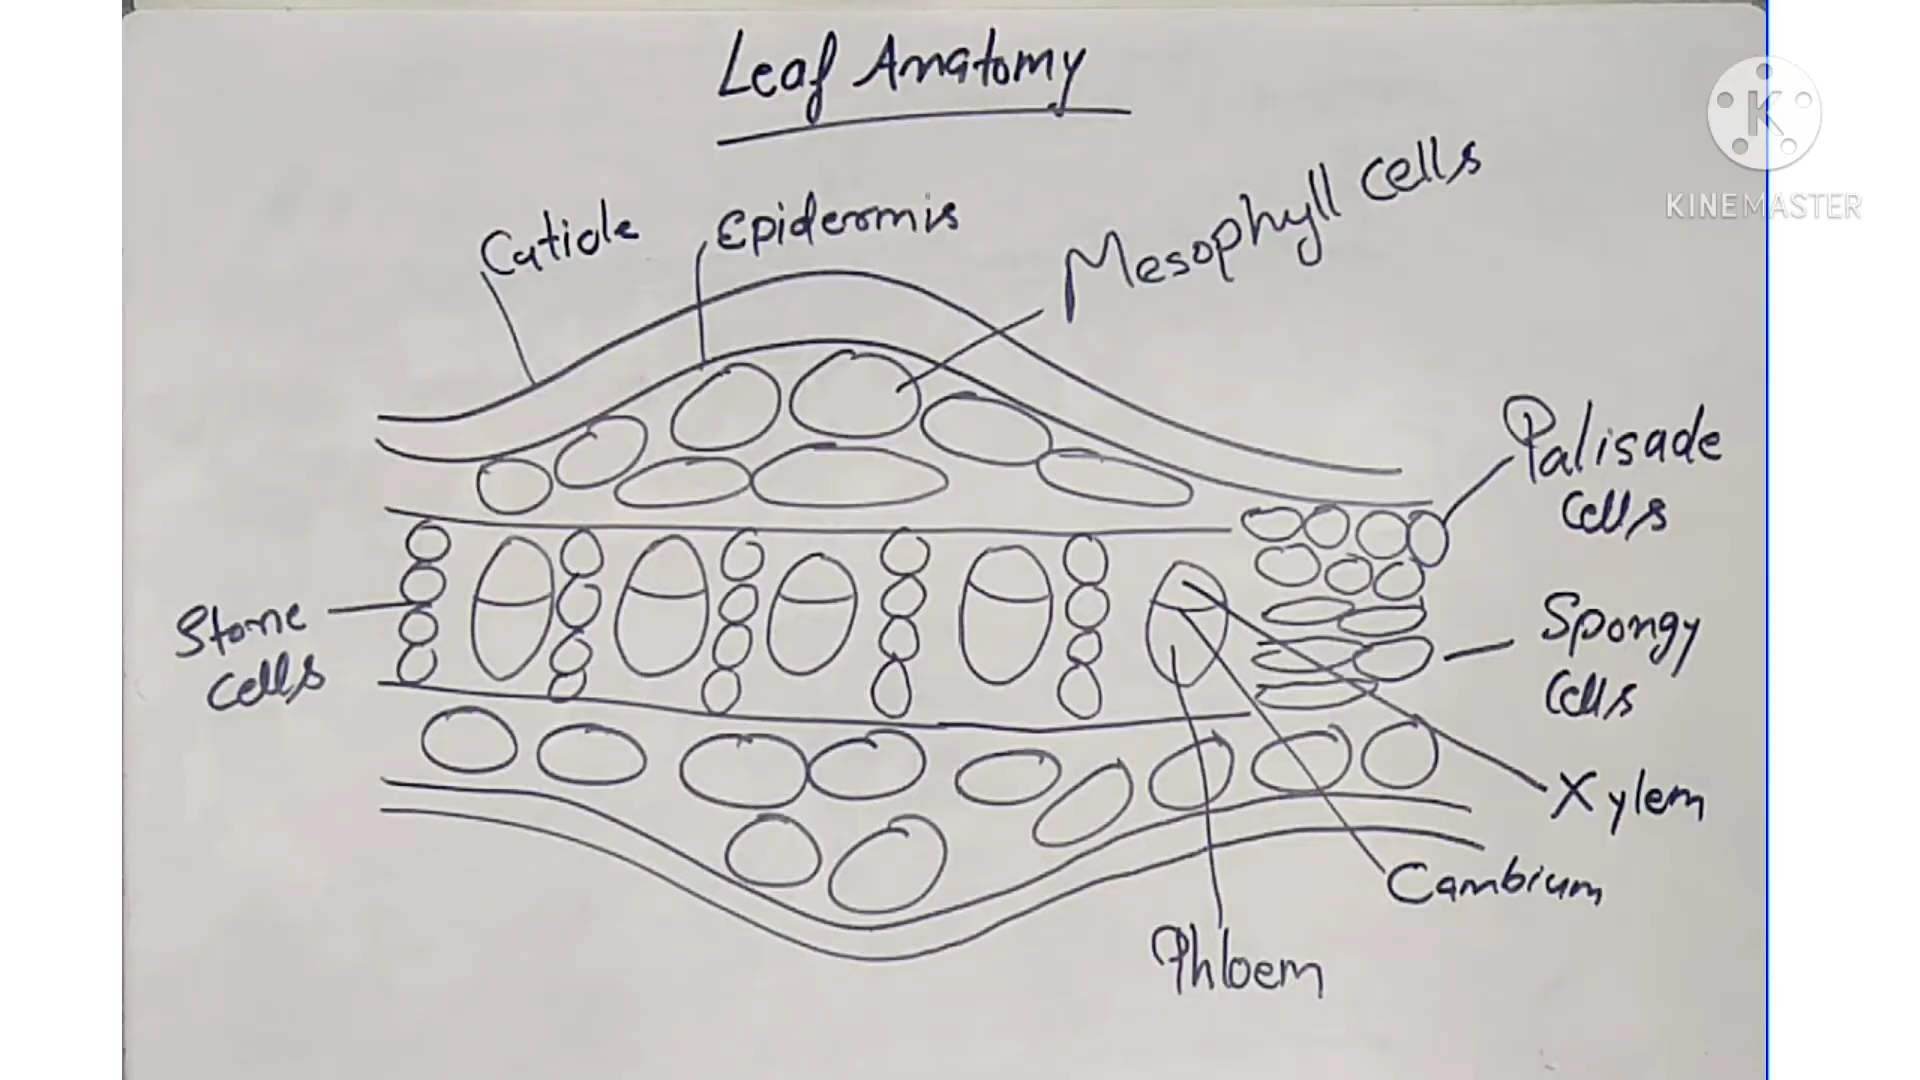 Leaf Anatomy
Cuticle
Epidermis
Mesophyll cells
Palisade
Cells
Stone
Cells
Spongy
Cells
Xylem
Cambium
Phloem
K
KINEMASTER